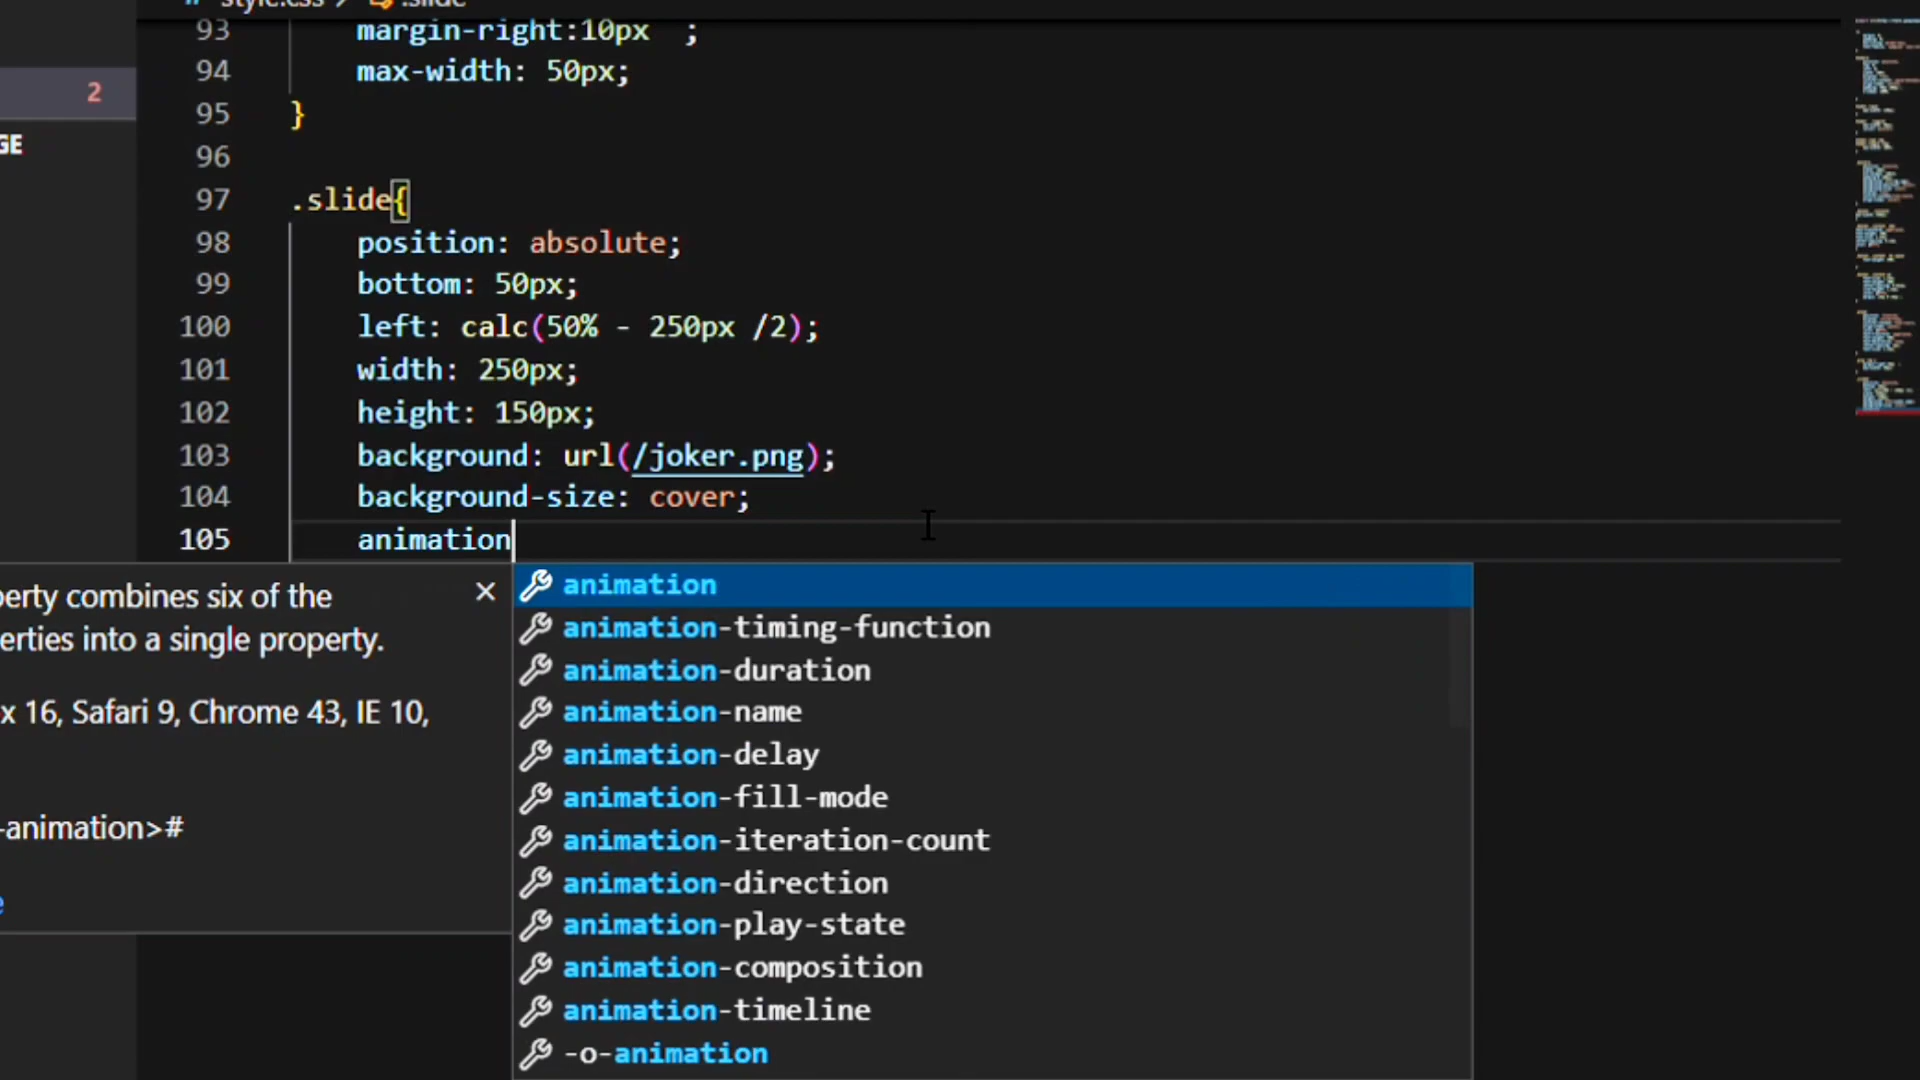 style.css > .slide
93 margin-right:10px ;
2
94 max-width: 50px;
95 }
GE
96
97 .slide{
98 position: absolute;
99 bottom: 50px;
100 left: calc(50% - 250px /2);
101 width: 250px;
102 height: 150px;
103 background: url(/joker.png);
104 background-size: cover;
105 animation
perty combines six of the
erties into a single property.
x 16, Safari 9, Chrome 43, IE 10,
-animation>#
e
animation
animation-timing-function
animation-duration
animation-name
animation-delay
animation-fill-mode
animation-iteration-count
animation-direction
animation-play-state
animation-composition
animation-timeline
-o-animation